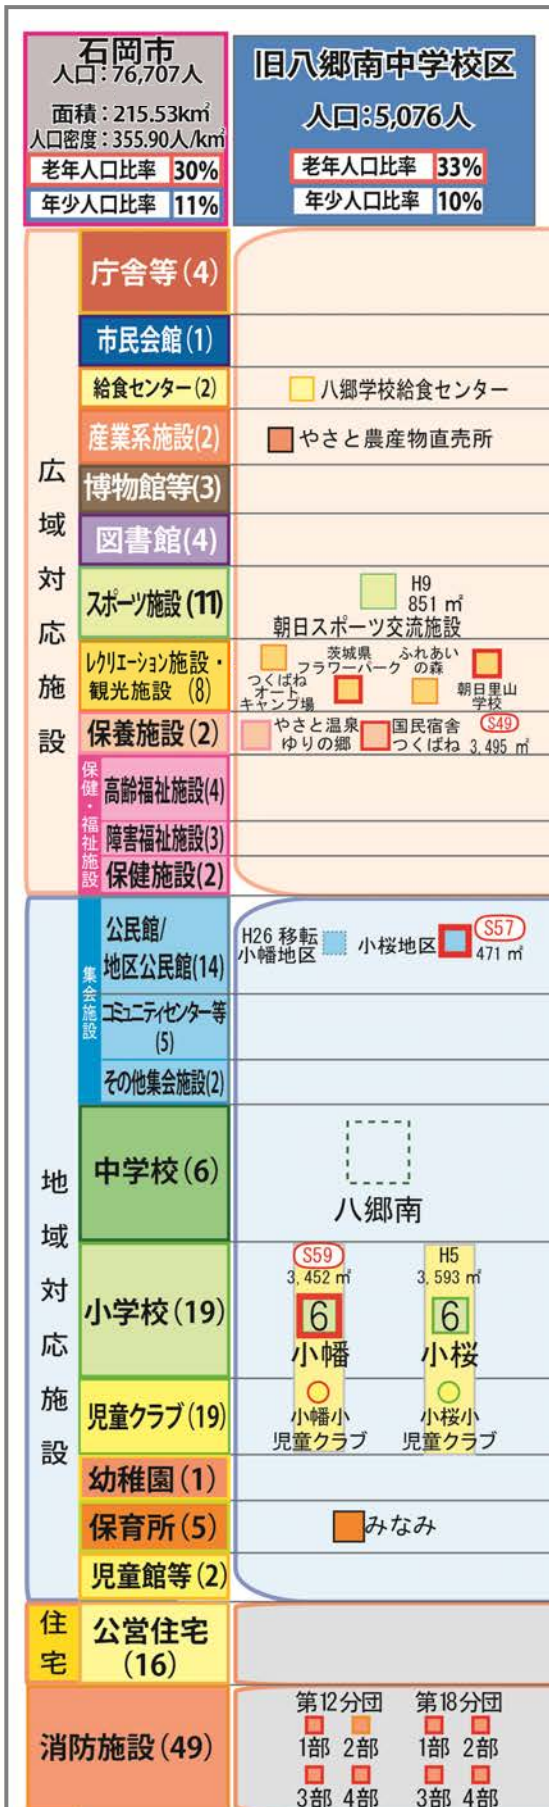 石岡市
人口：76,707人
面積：215.53k㎡
人口密度：355.90人/k㎡
老年人口比率 30%
年少人口比率 11%
旧八郷南中学校区
人口：5,076人
老年人口比率 33%
年少人口比率 10%
広域対応施設
庁舎等(4)
市民会館(1)
給食センター(2)
八郷学校給食センター
産業系施設(2)
やさと農産物直売所
博物館等(3)
図書館(4)
スポーツ施設(11)
H9
851 ㎡
朝日スポーツ交流施設
レクリエーション施設・
観光施設 (8)
つくばね
オート
キャンプ場
茨城県
フラワーパーク
ふれあい
の森
朝日里山
学校
保養施設(2)
やさと温泉
ゆりの郷
国民宿舎
つくばね
S49
3,495 ㎡
保健・福祉施設
高齢福祉施設(4)
障害福祉施設(3)
保健施設(2)
地域対応施設
集会施設
公民館/
地区公民館(14)
H26 移転
小幡地区
小桜地区
S57
471 ㎡
コミュニティセンター等
(5)
その他集会施設(2)
中学校(6)
八郷南
小学校(19)
S59
3,452 ㎡
6
小幡
H5
3,593 ㎡
6
小桜
児童クラブ(19)
小幡小
児童クラブ
小桜小
児童クラブ
幼稚園(1)
保育所(5)
みなみ
児童館等(2)
住宅
公営住宅
(16)
消防施設(49)
第12分団
1部 2部
3部 4部
第18分団
1部 2部
3部 4部